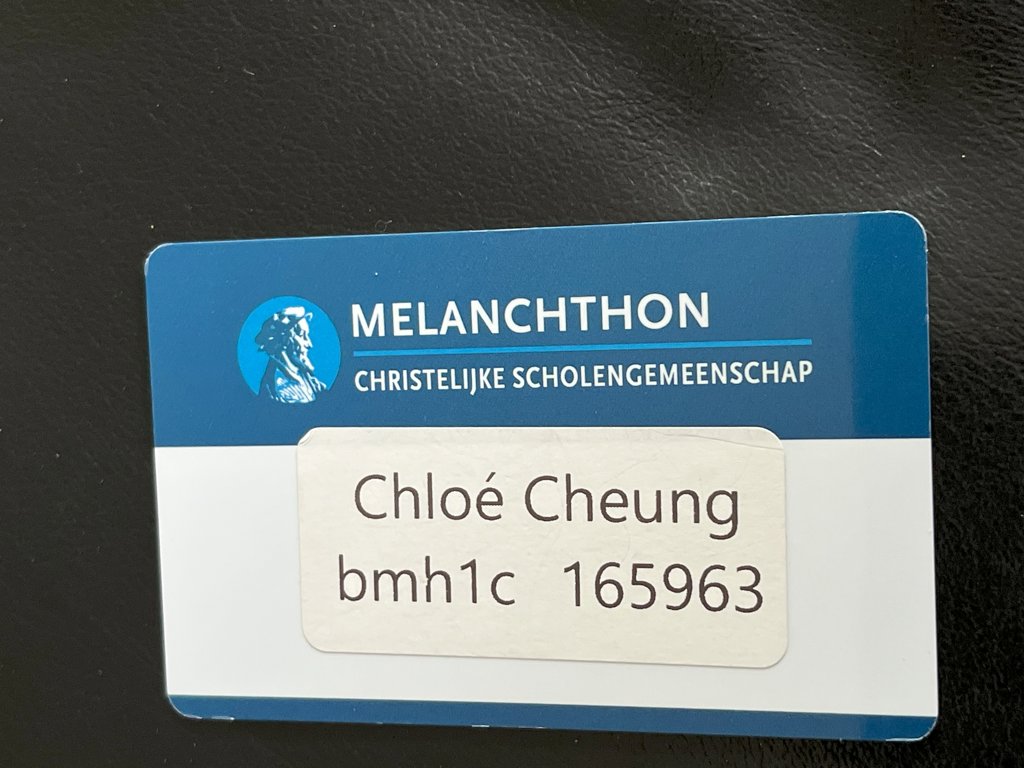 MELANCHTHON
CHRISTELIJKE SCHOLENGEMEENSCHAP
Chloé Cheung
bmh1c 165963